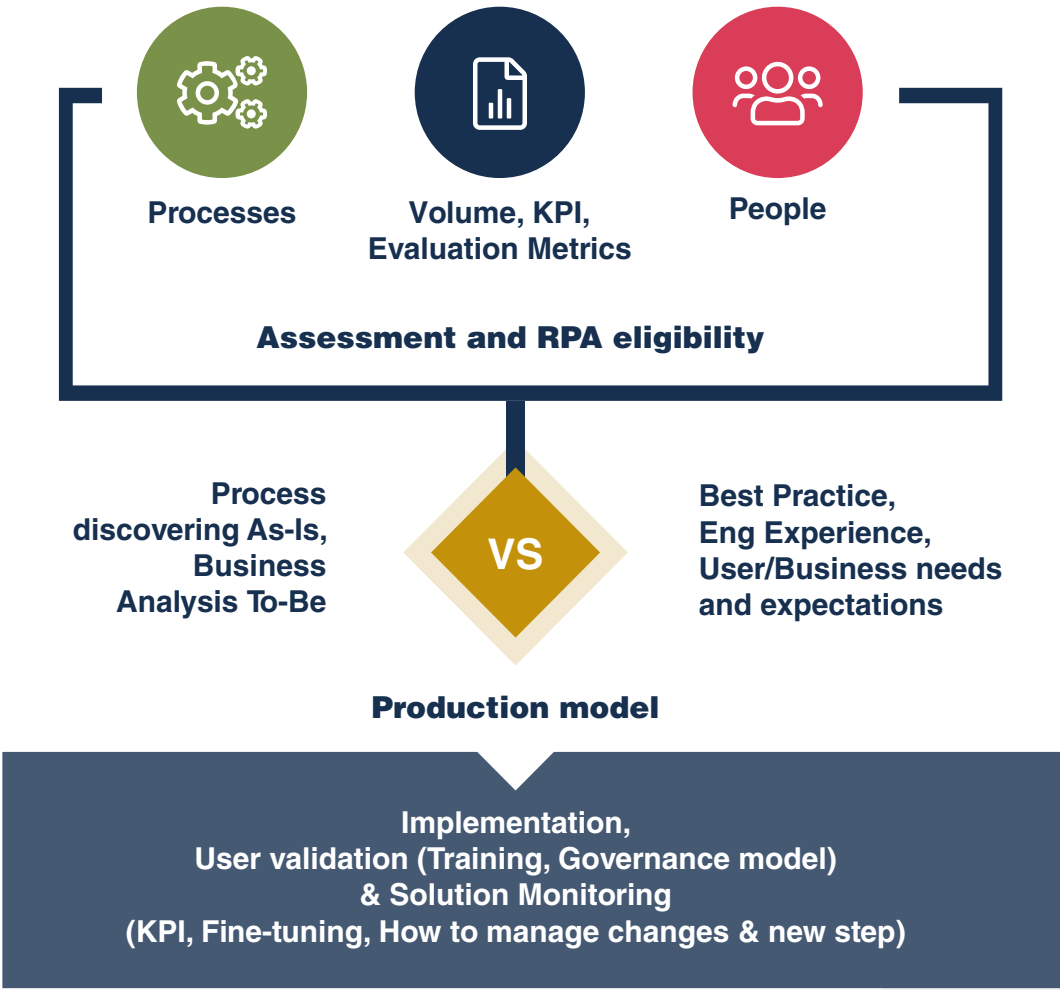 Processes
Volume, KPI,
Evaluation Metrics
People
Assessment and RPA eligibility
Process
discovering As-Is,
Business
Analysis To-Be
VS
Best Practice,
Eng Experience,
User/Business needs
and expectations
Production model
Implementation,
User validation (Training, Governance model)
& Solution Monitoring
(KPI, Fine-tuning, How to manage changes & new step)